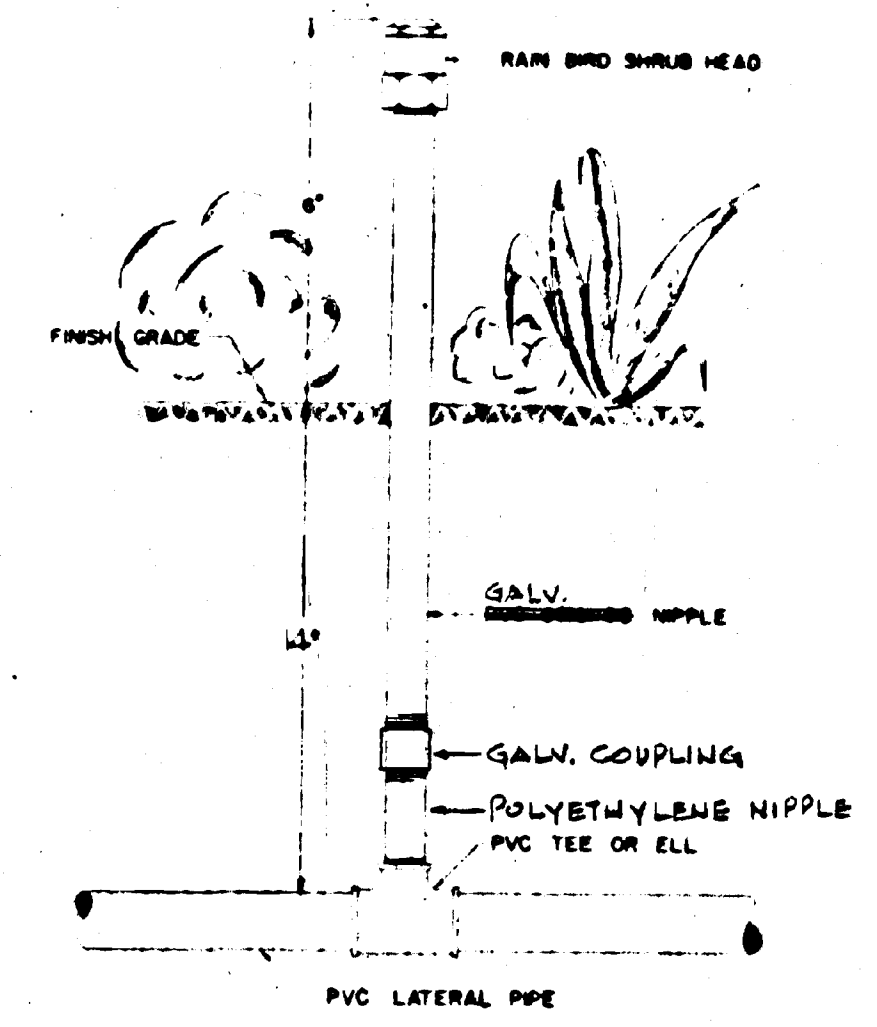 RAIN BIRD SHRUB HEAD
6"
FINISH GRADE
GALV.
NIPPLE
GALV. COUPLING
POLYETHYLENE NIPPLE
PVC TEE OR ELL
PVC LATERAL PIPE